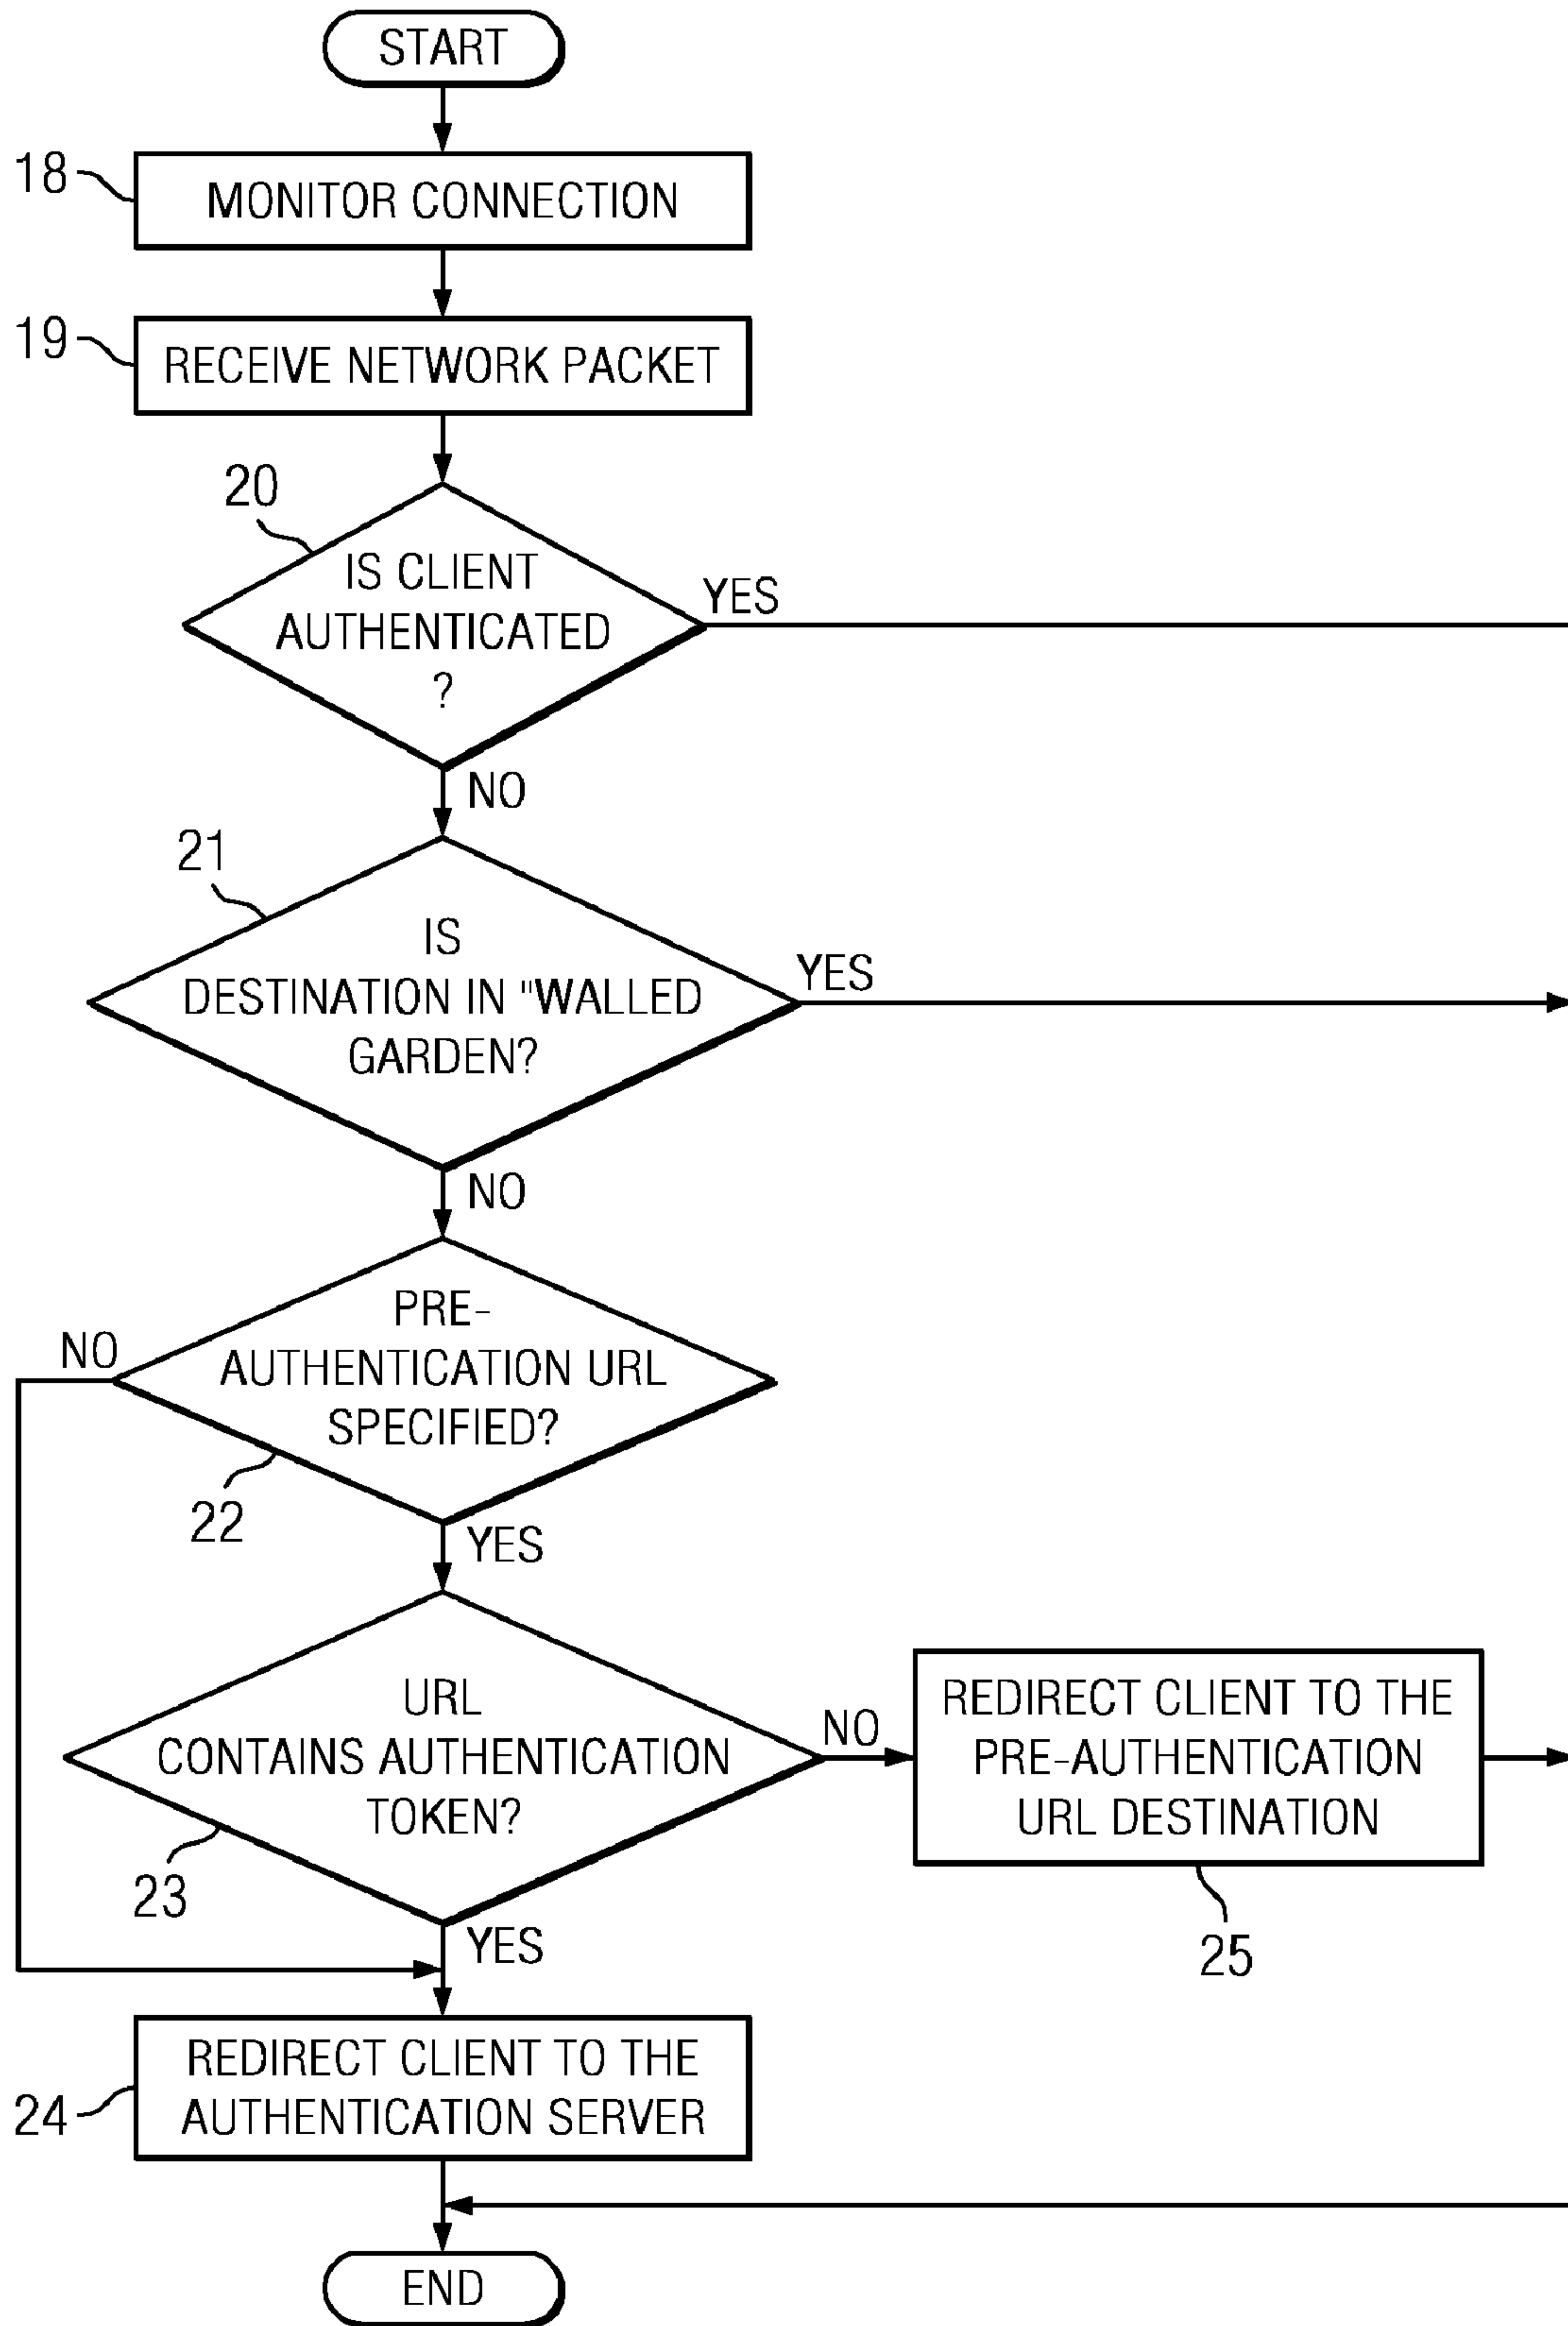 START
18
MONITOR CONNECTION
19
RECEIVE NETWORK PACKET
20
IS CLIENT
AUTHENTICATED
?
YES
NO
21
IS
DESTINATION IN "WALLED
GARDEN?
YES
NO
PRE-
AUTHENTICATION URL
SPECIFIED?
NO
22
YES
URL
CONTAINS AUTHENTICATION
TOKEN?
NO
REDIRECT CLIENT TO THE
PRE-AUTHENTICATION
URL DESTINATION
23
25
YES
REDIRECT CLIENT TO THE
AUTHENTICATION SERVER
24
END